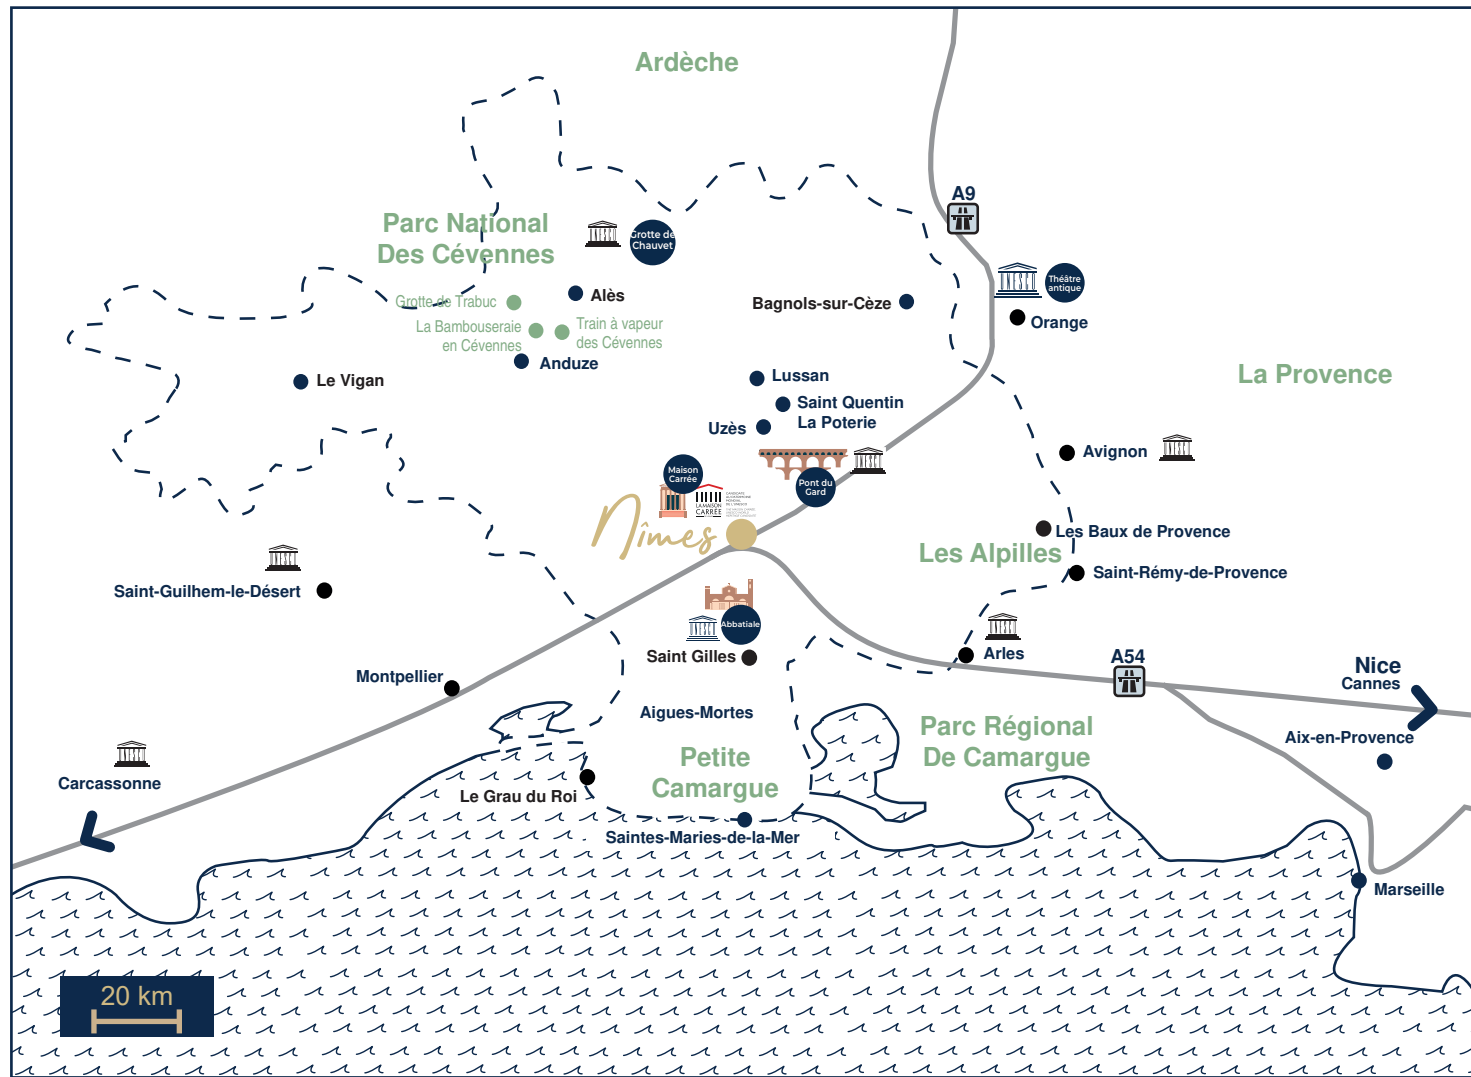 Ardèche
A9
Parc National
Des Cévennes
Grotte de
Chauvet
Théâtre
antique
Grotte de Trabuc
Alès
Bagnols-sur-Cèze
Orange
La Bambouseraie
en Cévennes
Train à vapeur
des Cévennes
Anduze
Le Vigan
Lussan
La Provence
Saint Quentin
La Poterie
Uzès
Avignon
Maison
Carrée
Pont du
Gard
LA MAISON
CARRÉE
Nîmes
Les Baux de Provence
Les Alpilles
Saint-Rémy-de-Provence
Saint-Guilhem-le-Désert
Abbatiale
Saint Gilles
Arles
A54
Nice
Cannes
Montpellier
Aigues-Mortes
Parc Régional
De Camargue
Aix-en-Provence
Petite
Camargue
Carcassonne
Le Grau du Roi
Saintes-Maries-de-la-Mer
Marseille
20 km